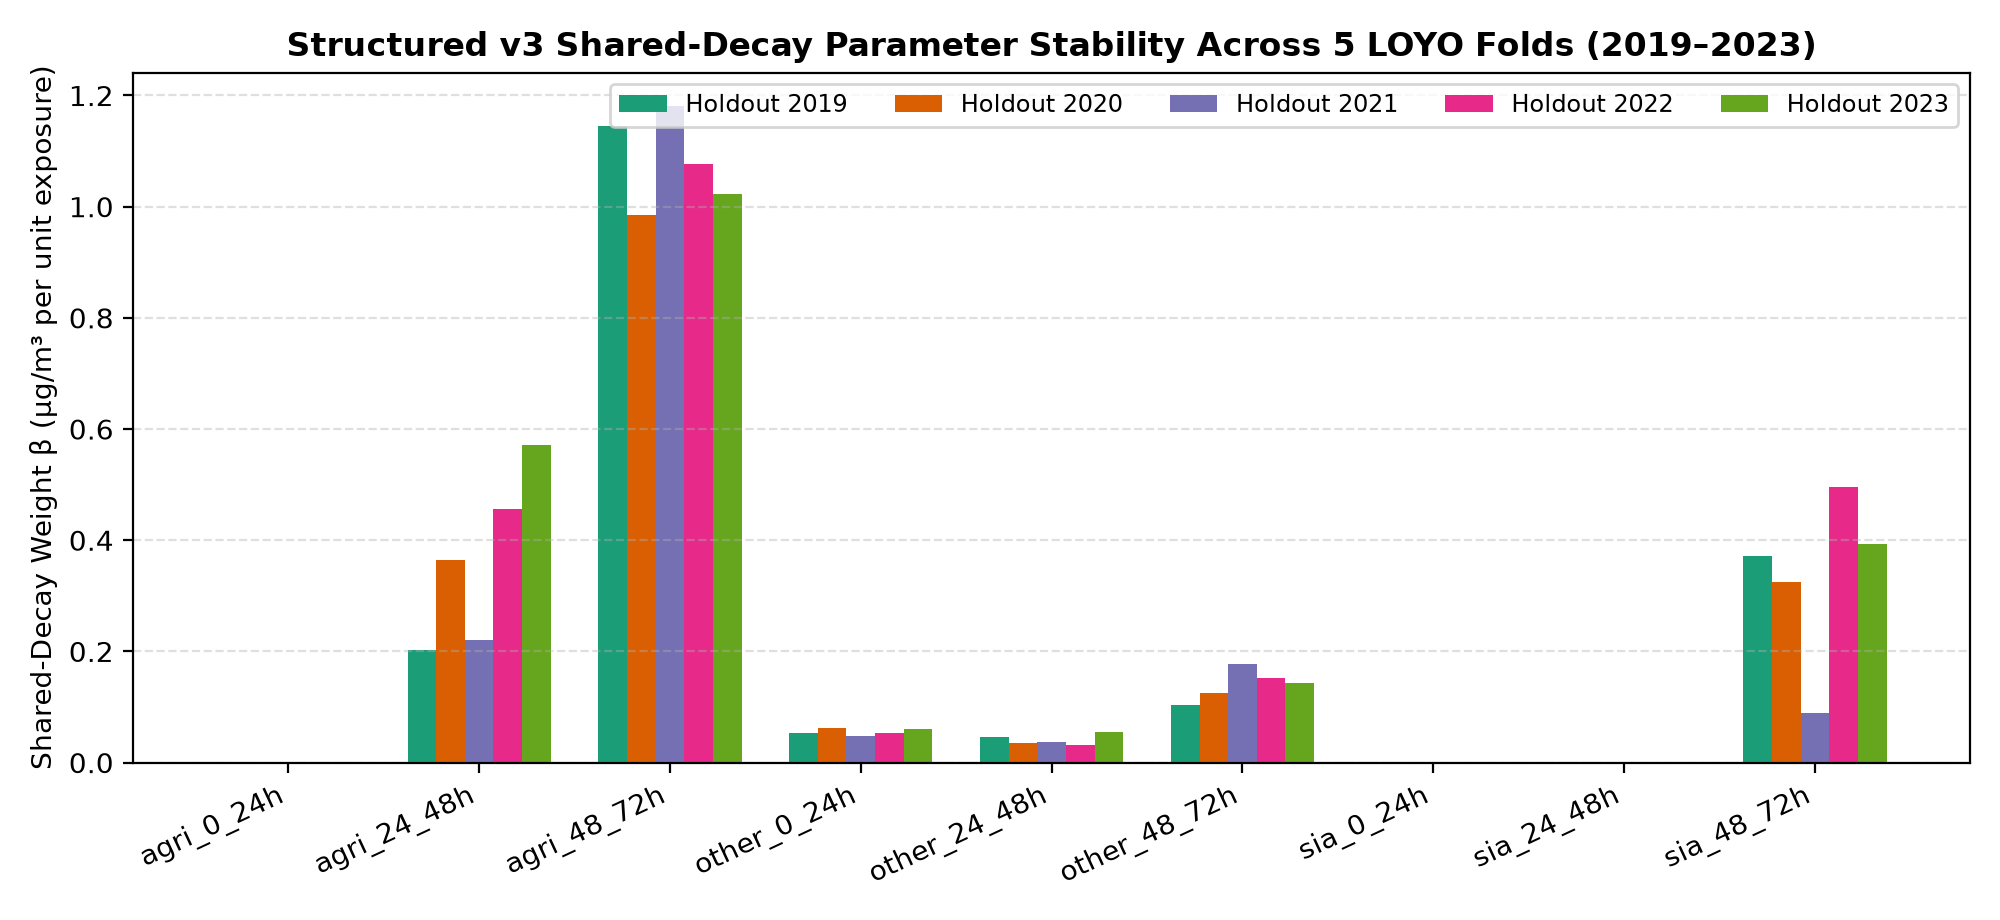 Structured v3 Shared-Decay Parameter Stability Across 5 LOYO Folds (2019–2023)
Shared-Decay Weight β (µg/m³ per unit exposure)
Holdout 2019
Holdout 2020
Holdout 2021
Holdout 2022
Holdout 2023
1.2
1.0
0.8
0.6
0.4
0.2
0.0
agri_0_24h
agri_24_48h
agri_48_72h
other_0_24h
other_24_48h
other_48_72h
sia_0_24h
sia_24_48h
sia_48_72h